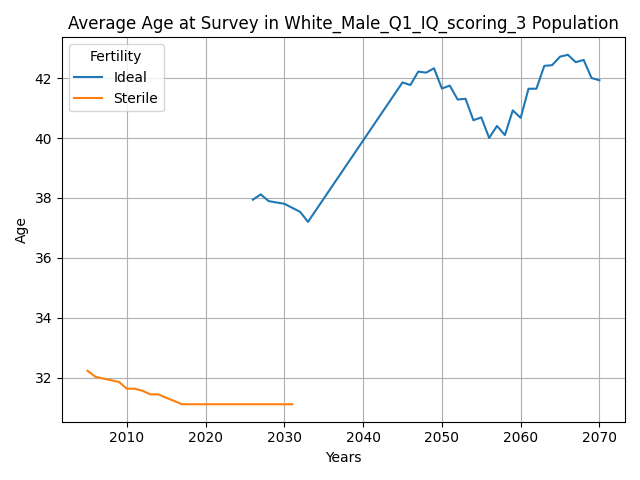 Average Age at Survey in White_Male_Q1_IQ_scoring_3 Population
Fertility
Ideal
Sterile
Age
42
40
38
36
34
32
2010 2020 2030 2040 2050 2060 2070
Years